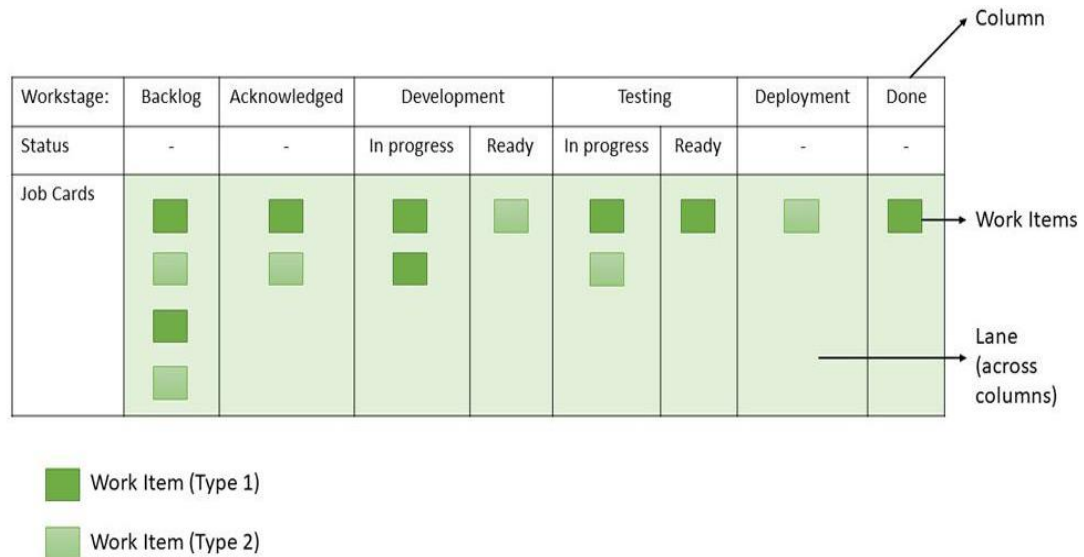 Column
Workstage: Backlog Acknowledged Development Testing Deployment Done
Status - - In progress Ready In progress Ready - -
Job Cards
Work Items
Lane
(across
columns)
Work Item (Type 1)
Work Item (Type 2)